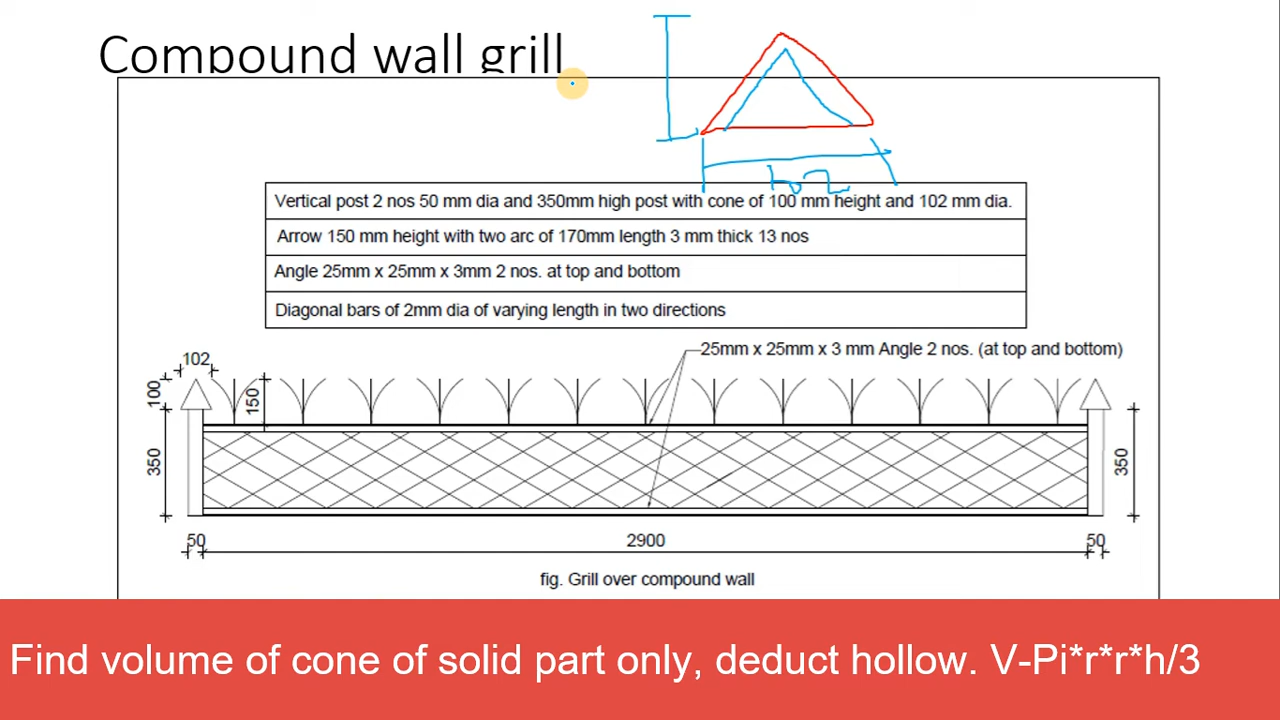 Compound wall grill
102
Vertical post 2 nos 50 mm dia and 350mm high post with cone of 100 mm height and 102 mm dia.
Arrow 150 mm height with two arc of 170mm length 3 mm thick 13 nos
Angle 25mm x 25mm x 3mm 2 nos. at top and bottom
Diagonal bars of 2mm dia of varying length in two directions
25mm x 25mm x 3 mm Angle 2 nos. (at top and bottom)
102
100
150
350
350
50
2900
50
fig. Grill over compound wall
Find volume of cone of solid part only, deduct hollow. V-Pi*r*r*h/3